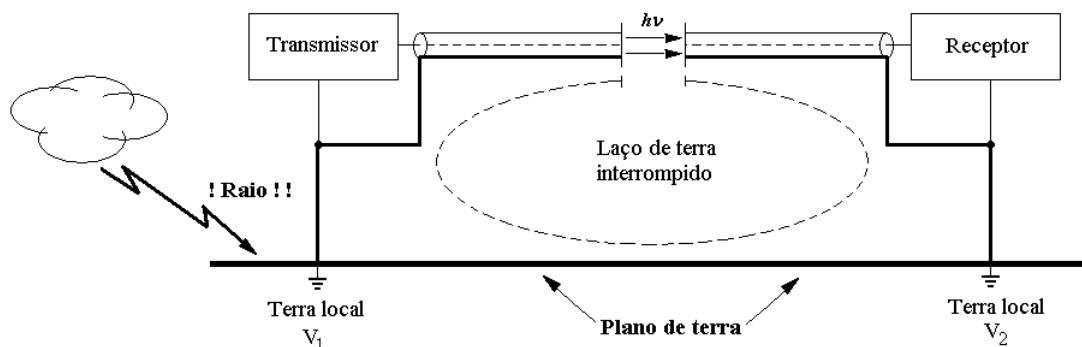 hν
Transmissor
Receptor
Laço de terra
interrompido
! Raio ! !
Terra local
V1
Plano de terra
Terra local
V2